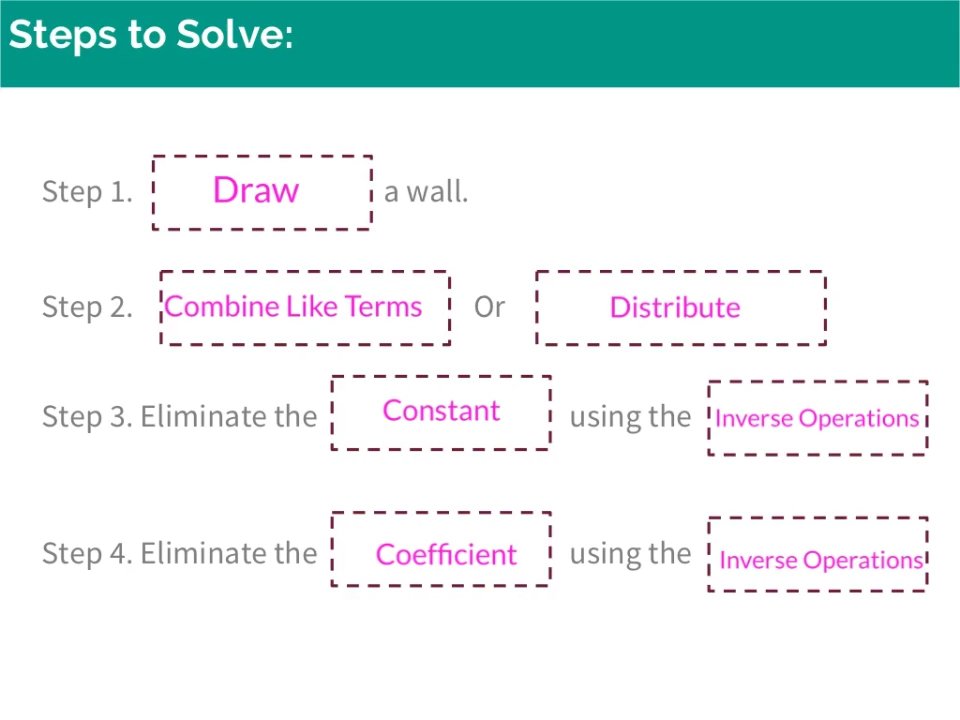 Steps to Solve:
Step 1. Draw a wall.
Step 2. Combine Like Terms Or Distribute
Step 3. Eliminate the Constant using the Inverse Operations
Step 4. Eliminate the Coefficient using the Inverse Operations